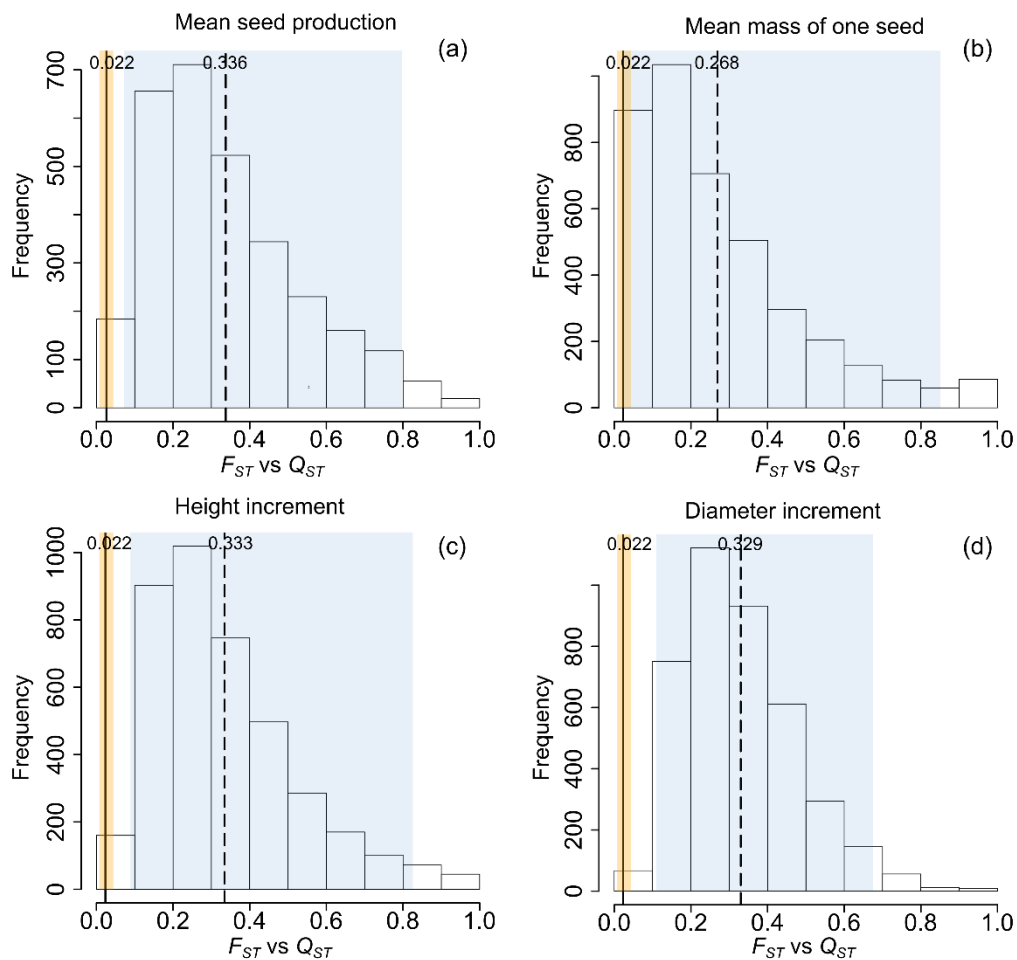 Mean seed production
(a)
0.022
0.336
Frequency
700
500
300
100
0
0.0 0.2 0.4 0.6 0.8 1.0
FST vs QST
Mean mass of one seed
(b)
0.022
0.268
Frequency
800
600
400
200
0
0.0 0.2 0.4 0.6 0.8 1.0
FST vs QST
Height increment
(c)
0.022
0.333
Frequency
1000
800
600
400
200
0
0.0 0.2 0.4 0.6 0.8 1.0
FST vs QST
Diameter increment
(d)
0.022
0.329
Frequency
800
600
400
200
0
0.0 0.2 0.4 0.6 0.8 1.0
FST vs QST